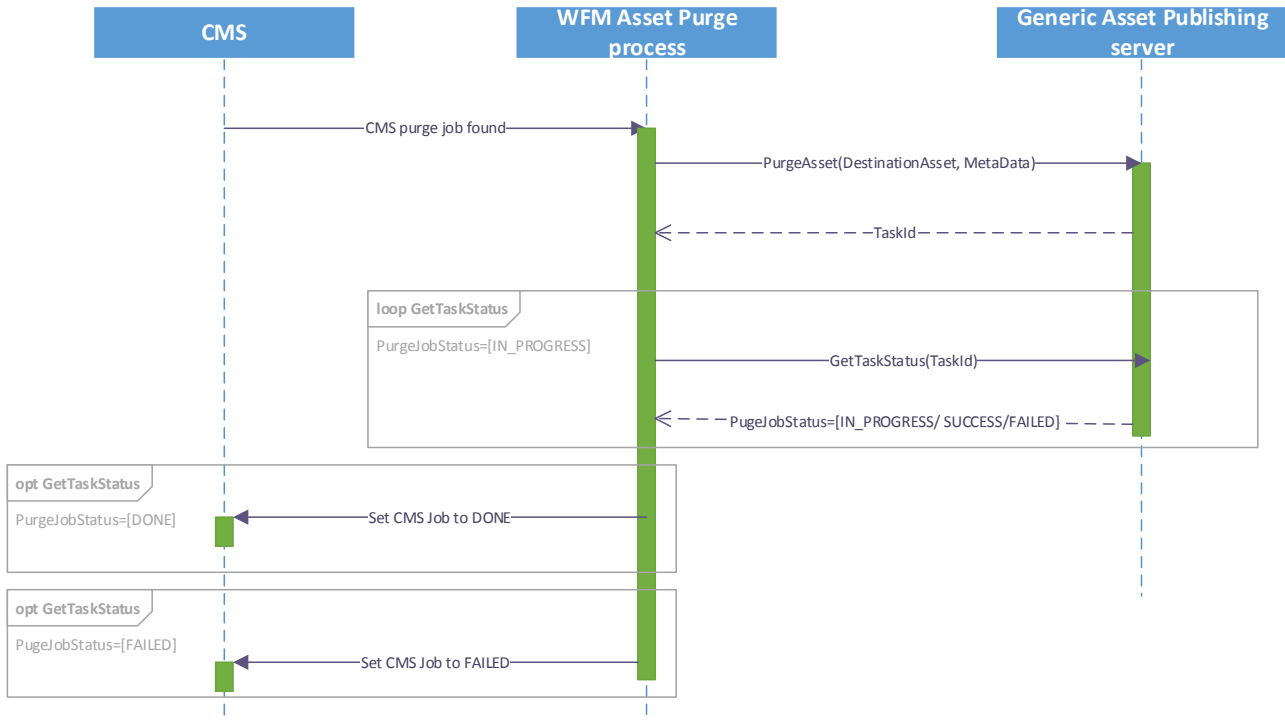 CMS
WFM Asset Purge
process
Generic Asset Publishing
server
CMS purge job found
PurgeAsset(DestinationAsset, MetaData)
TaskId
loop GetTaskStatus
PurgeJobStatus=[IN_PROGRESS]
GetTaskStatus(TaskId)
PugeJobStatus=[IN_PROGRESS/ SUCCESS/FAILED]
opt GetTaskStatus
PurgeJobStatus=[DONE]
Set CMS Job to DONE
opt GetTaskStatus
PugeJobStatus=[FAILED]
Set CMS Job to FAILED